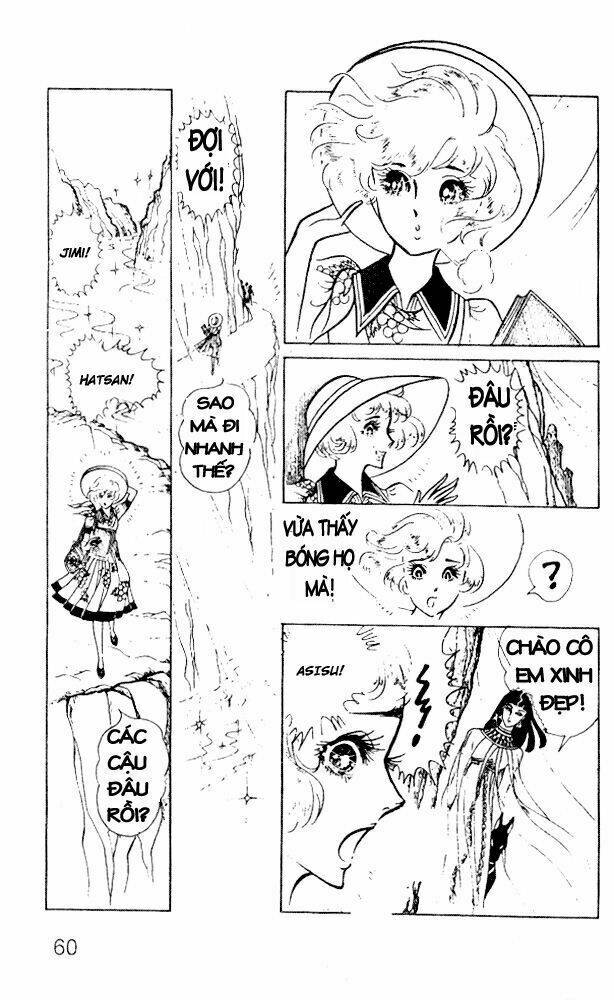 JIMI!
HATSAN!
CÁC
CẬU
ĐÂU
RỒI?
ĐỢI
VỚI!
SAO
MÀ ĐI
NHANH
THẾ?
ĐÂU
RỒI?
VỪA THẤY
BÓNG HỌ
MÀ!
?
CHÀO CÔ
EM XINH
ĐẸP!
ASISU!
!
60